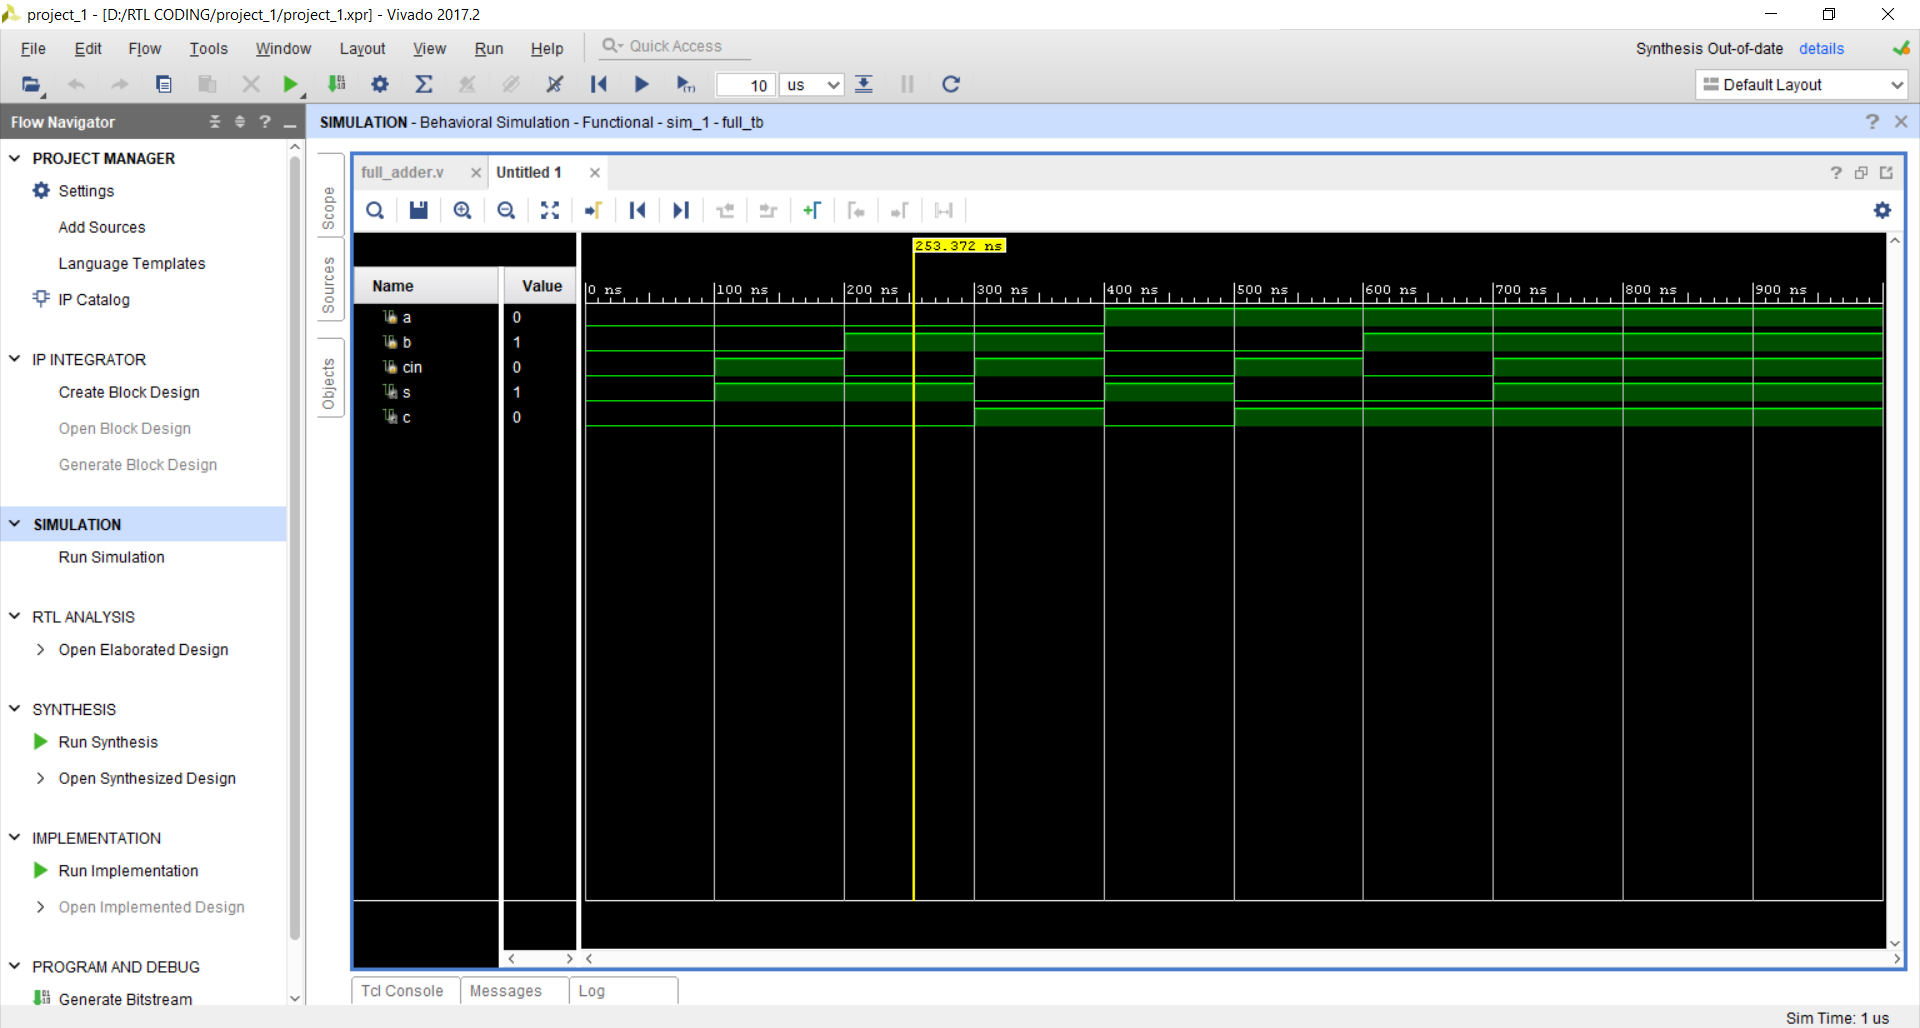 project_1 - [D:/RTL CODING/project_1/project_1.xpr] - Vivado 2017.2
File Edit Flow Tools Window Layout View Run Help Quick Access
Synthesis Out-of-date details
10 us
Default Layout
Flow Navigator
SIMULATION - Behavioral Simulation - Functional - sim_1 - full_tb
PROJECT MANAGER
Settings
Add Sources
Language Templates
IP Catalog
IP INTEGRATOR
Create Block Design
Open Block Design
Generate Block Design
SIMULATION
Run Simulation
RTL ANALYSIS
Open Elaborated Design
SYNTHESIS
Run Synthesis
Open Synthesized Design
IMPLEMENTATION
Run Implementation
Open Implemented Design
PROGRAM AND DEBUG
Generate Bitstream
Scope
Sources
Objects
full_adder.v
Untitled 1
253.372 ns
Name Value
0 ns 100 ns 200 ns 300 ns 400 ns 500 ns 600 ns 700 ns 800 ns 900 ns
a 0
b 1
cin 0
s 1
c 0
Tcl Console Messages Log
Sim Time: 1 us